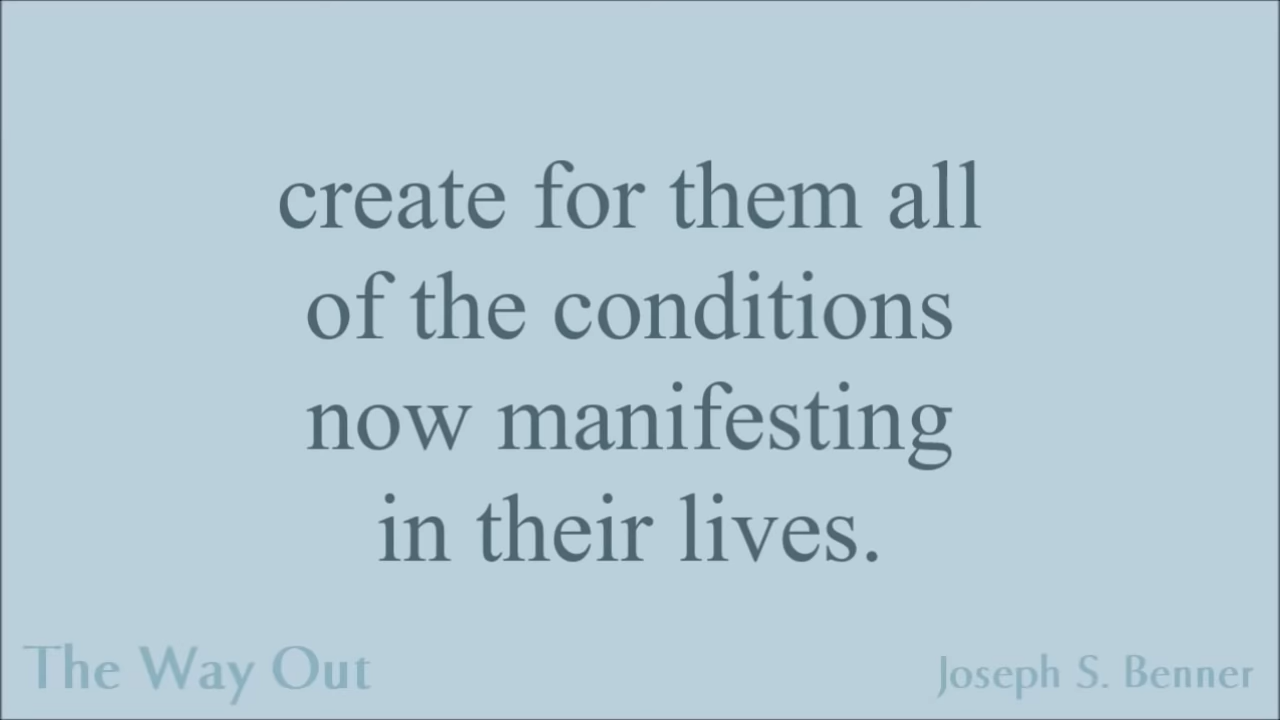 create for them all
of the conditions
now manifesting
in their lives.
The Way Out
Joseph S. Benner